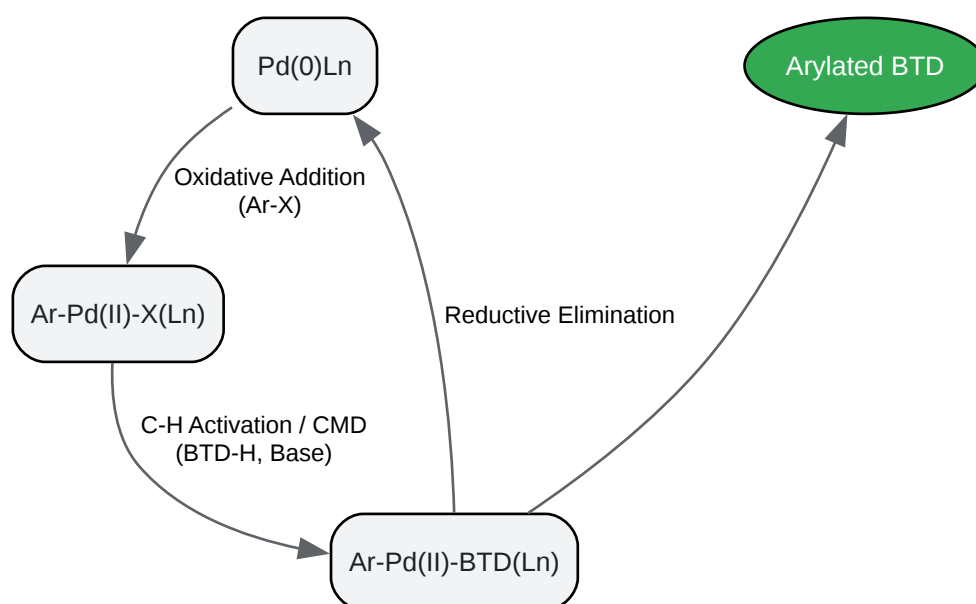 Pd(0)Ln
Arylated BTD
Oxidative Addition
(Ar-X)
Ar-Pd(II)-X(Ln)
Reductive Elimination
C-H Activation / CMD
(BTD-H, Base)
Ar-Pd(II)-BTD(Ln)